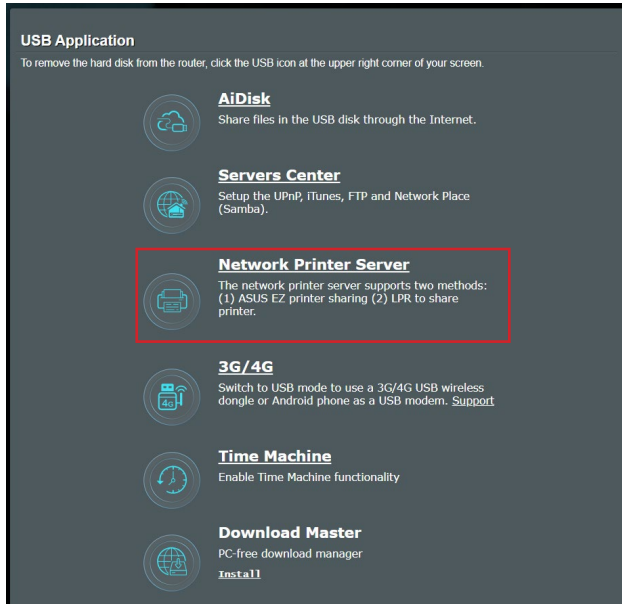 USB Application
To remove the hard disk from the router, click the USB icon at the upper right corner of your screen.
AiDisk
Share files in the USB disk through the Internet.
Servers Center
Setup the UPnP, iTunes, FTP and Network Place
(Samba).
Network Printer Server
The network printer server supports two methods:
(1) ASUS EZ printer sharing (2) LPR to share
printer.
3G/4G
4G
Switch to USB mode to use a 3G/4G USB wireless
dongle or Android phone as a USB modem. Support
Time Machine
Enable Time Machine functionality
Download Master
PC-free download manager
Install